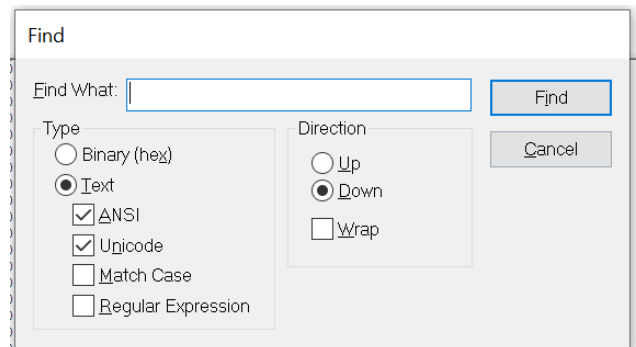 Find
Find What:
Find
Type
Direction
Cancel
Binary (hex)
Up
Text
Down
ANSI
Wrap
Unicode
Match Case
Regular Expression